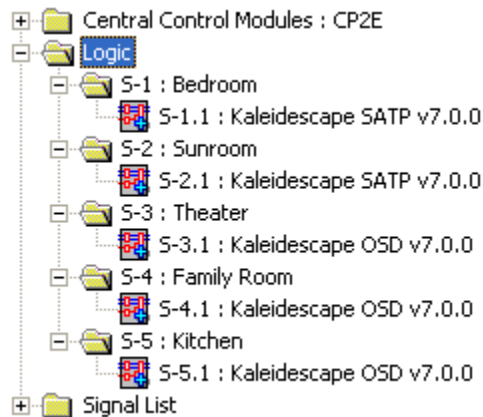 Central Control Modules : CP2E
Logic
S-1 : Bedroom
S-1.1 : Kaleidescape SATP v7.0.0
S-2 : Sunroom
S-2.1 : Kaleidescape SATP v7.0.0
S-3 : Theater
S-3.1 : Kaleidescape OSD v7.0.0
S-4 : Family Room
S-4.1 : Kaleidescape OSD v7.0.0
S-5 : Kitchen
S-5.1 : Kaleidescape OSD v7.0.0
Signal List